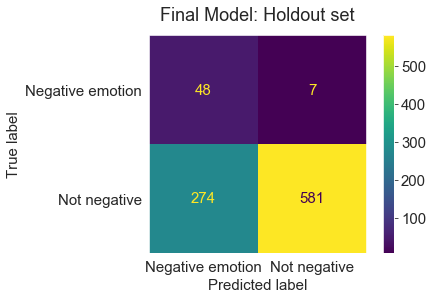 Final Model: Holdout set
True label
Negative emotion
48
7
Not negative
274
581
Negative emotion
Not negative
Predicted label
500
400
300
200
100